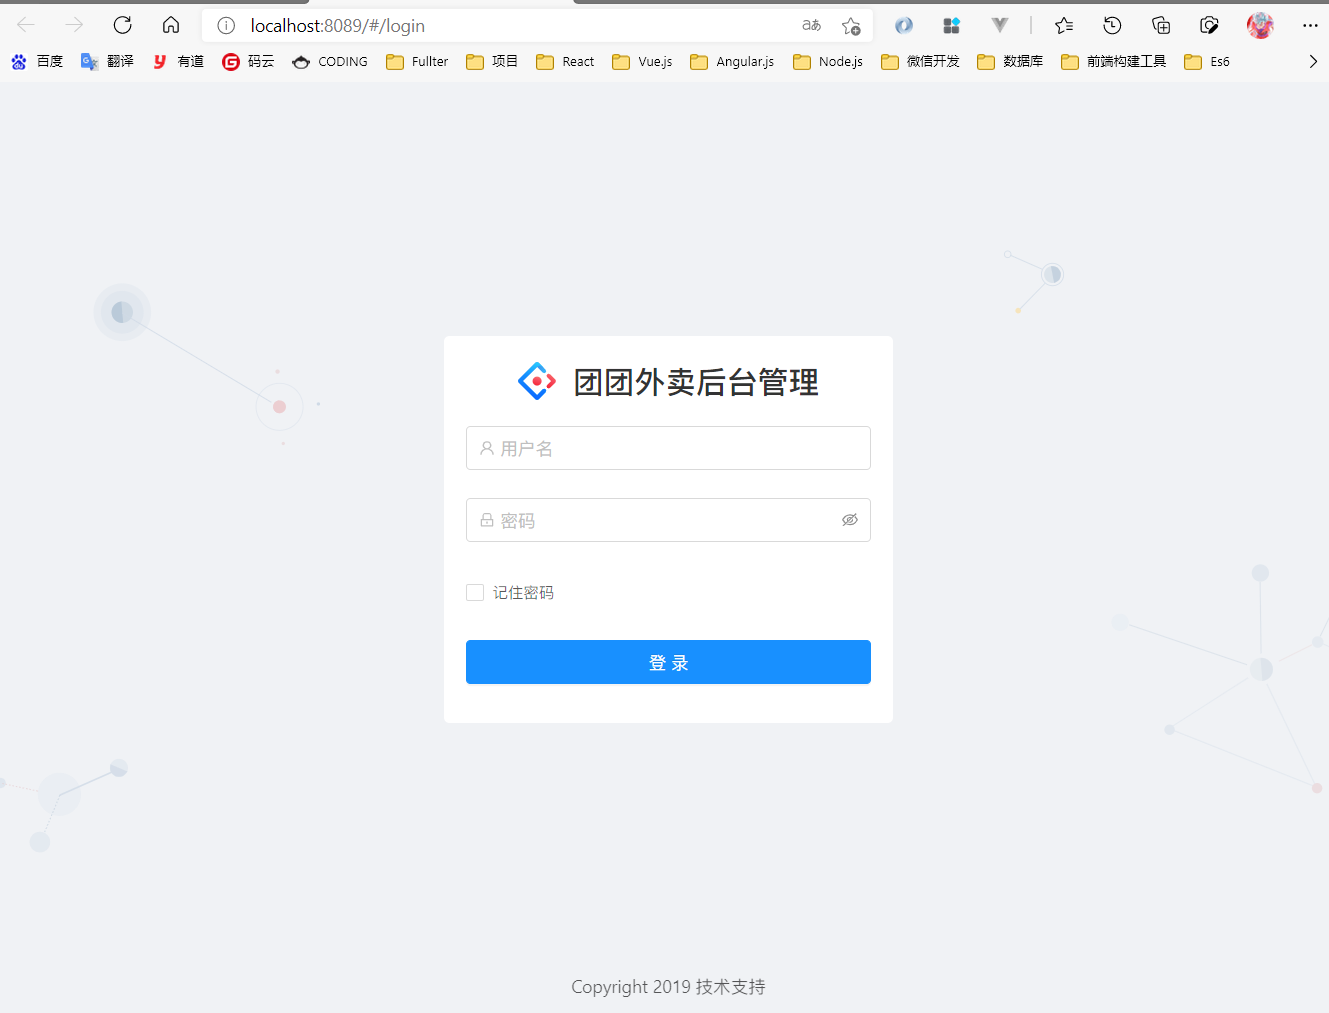 localhost:8089/#/login
百度 翻译 有道 码云 CODING Fullter 项目 React Vue.js Angular.js Node.js 微信开发 数据库 前端构建工具 Es6
团团外卖后台管理
用户名
密码
记住密码
登 录
Copyright 2019 技术支持